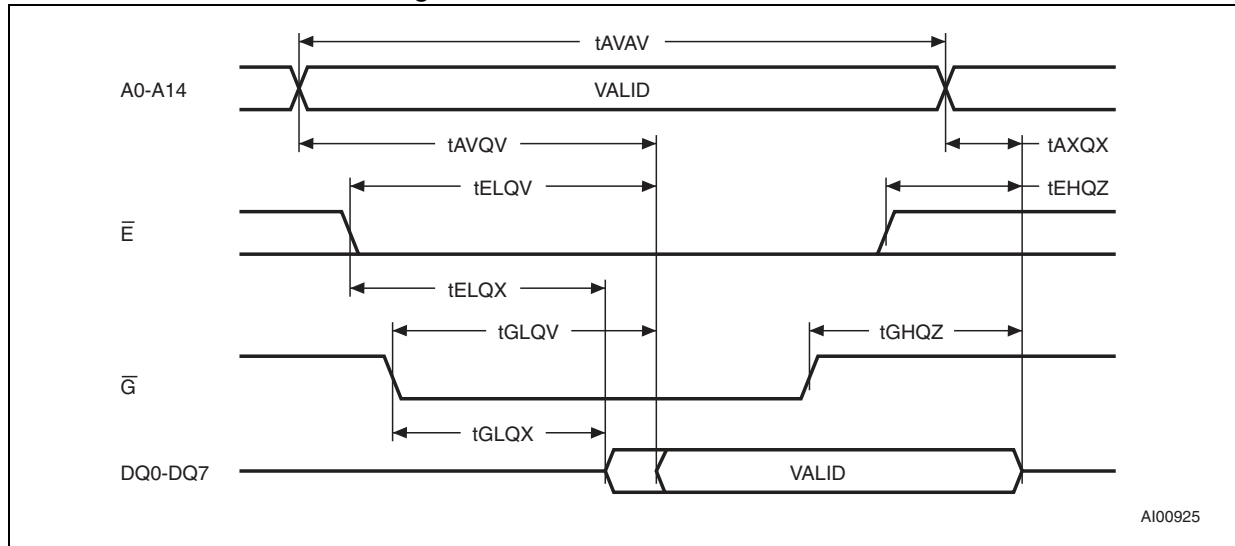 tAVAV
A0-A14
VALID
tAVQV
tAXQX
tELQV
tEHQZ
E̅
tELQX
tGLQV
tGHQZ
G̅
tGLQX
DQ0-DQ7
VALID
AI00925